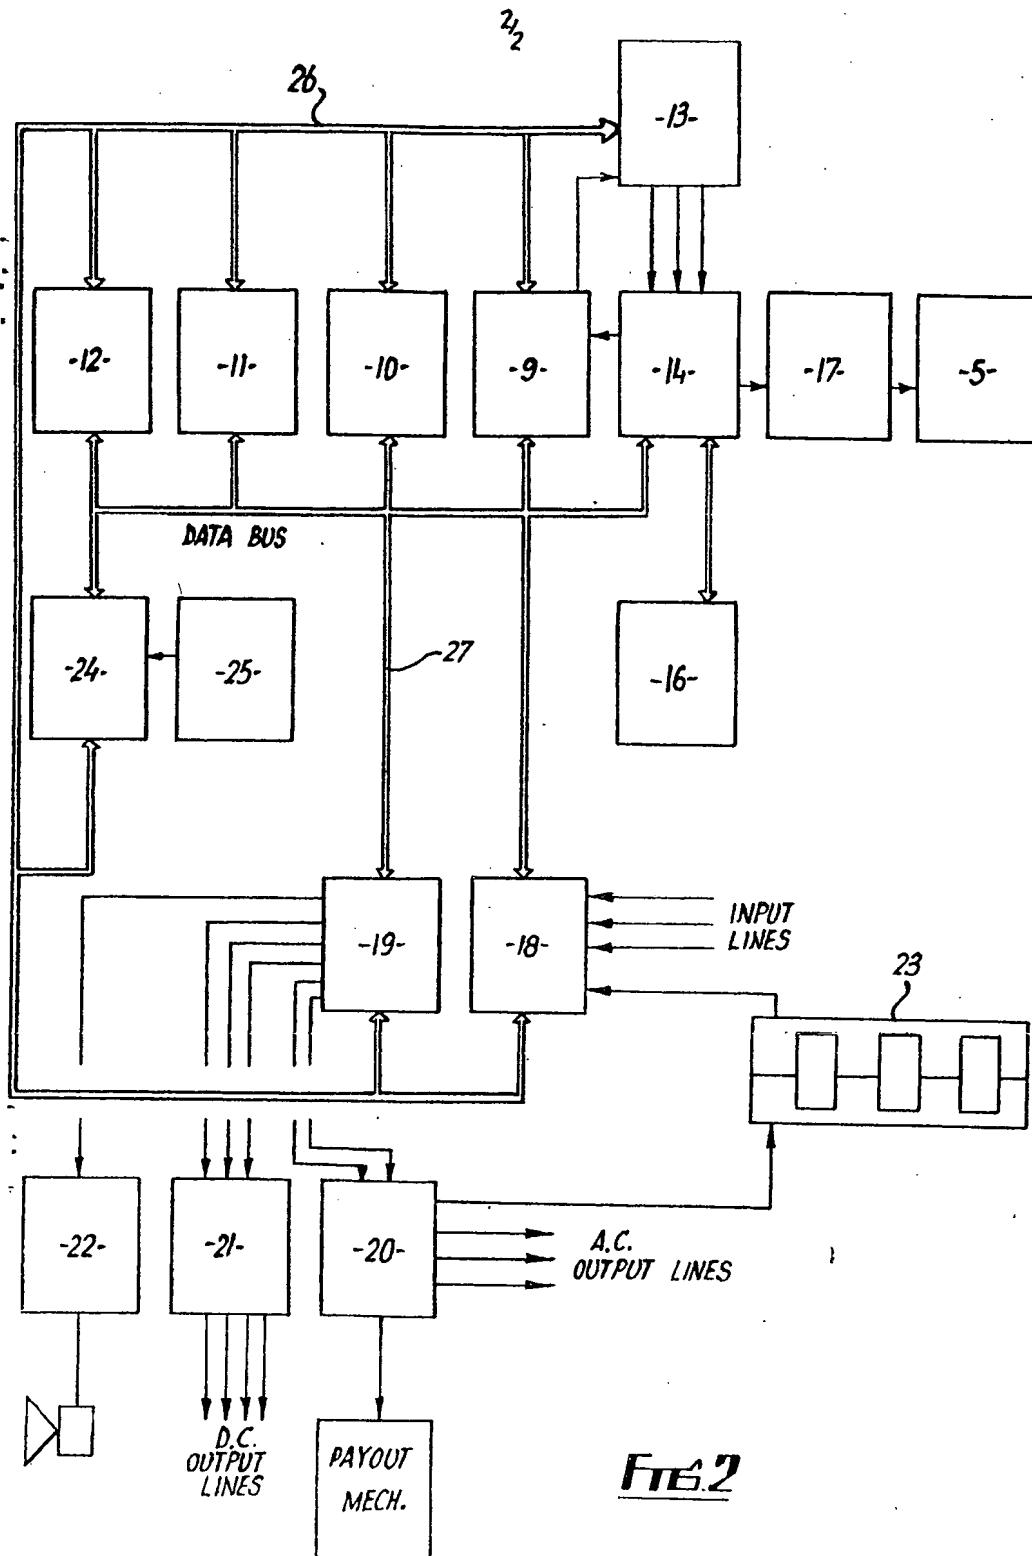 2/2
26
-13-
-12-
-11-
-10-
-9-
-14-
-17-
-5-
DATA BUS
-24-
-25-
27
-16-
-19-
-18-
INPUT
LINES
23
-22-
-21-
-20-
A.C.
OUTPUT LINES
D.C.
OUTPUT
LINES
PAYOUT
MECH.
FIG.2